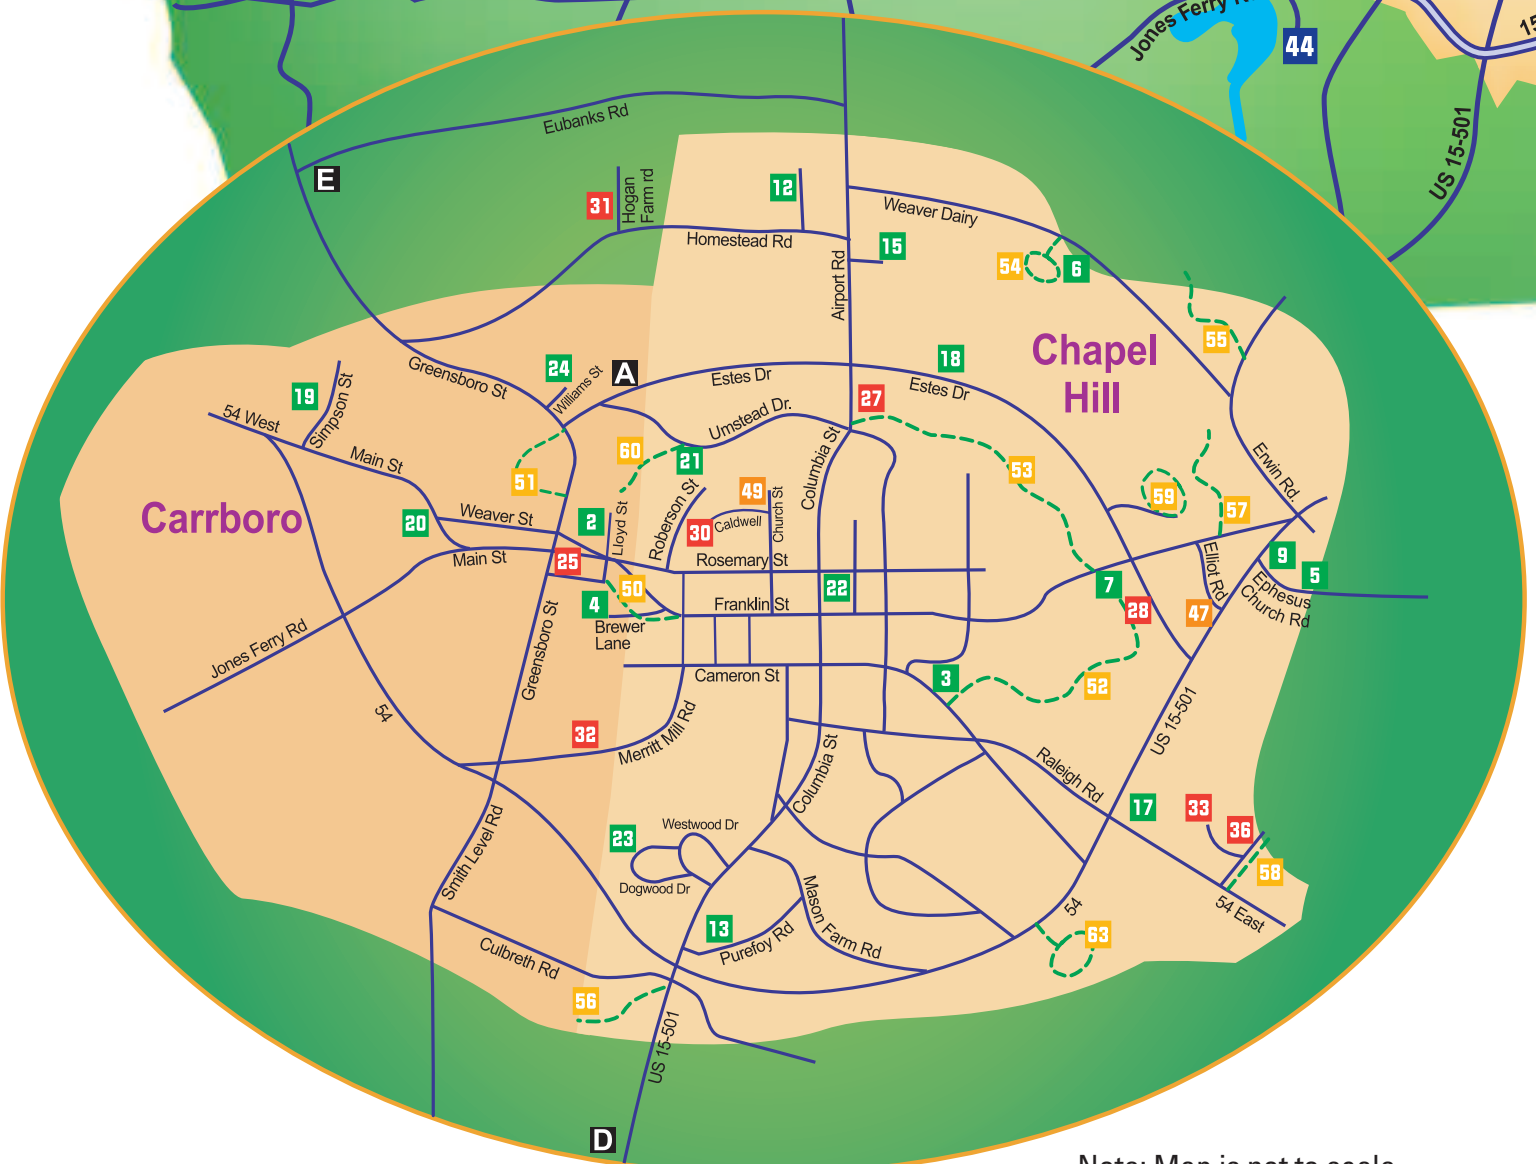 Jones Ferry R
44
15
US 15-501
Eubanks Rd
E
31
Hogan
Farm rd
12
Weaver Dairy
Homestead Rd
15
54
6
Airport Rd
55
Chapel
Hill
18
24
A
Williams St
Greensboro St
Estes Dr
Estes Dr
19
Simpson St
54 West
27
Umstead Dr.
Main St
60
21
Columbia St
53
Erwin Rd.
51
49
59
57
Carrboro
20
Weaver St
2
Lloyd St
Roberson St
30
Caldwell
Church St
Main St
25
Rosemary St
9
5
Elliot Rd
Ephesus
Church Rd
50
22
7
4
Franklin St
28
47
Brewer
Lane
Jones Ferry Rd
Greensboro St
Cameron St
3
52
54
32
Merritt Mill Rd
US 15-501
Columbia St
Raleigh Rd
17
33
36
Smith Level Rd
23
Westwood Dr
Dogwood Dr
58
Mason Farm Rd
54
54 East
13
Purefoy Rd
63
Culbreth Rd
56
US 15-501
D
Note: Map is not to scale